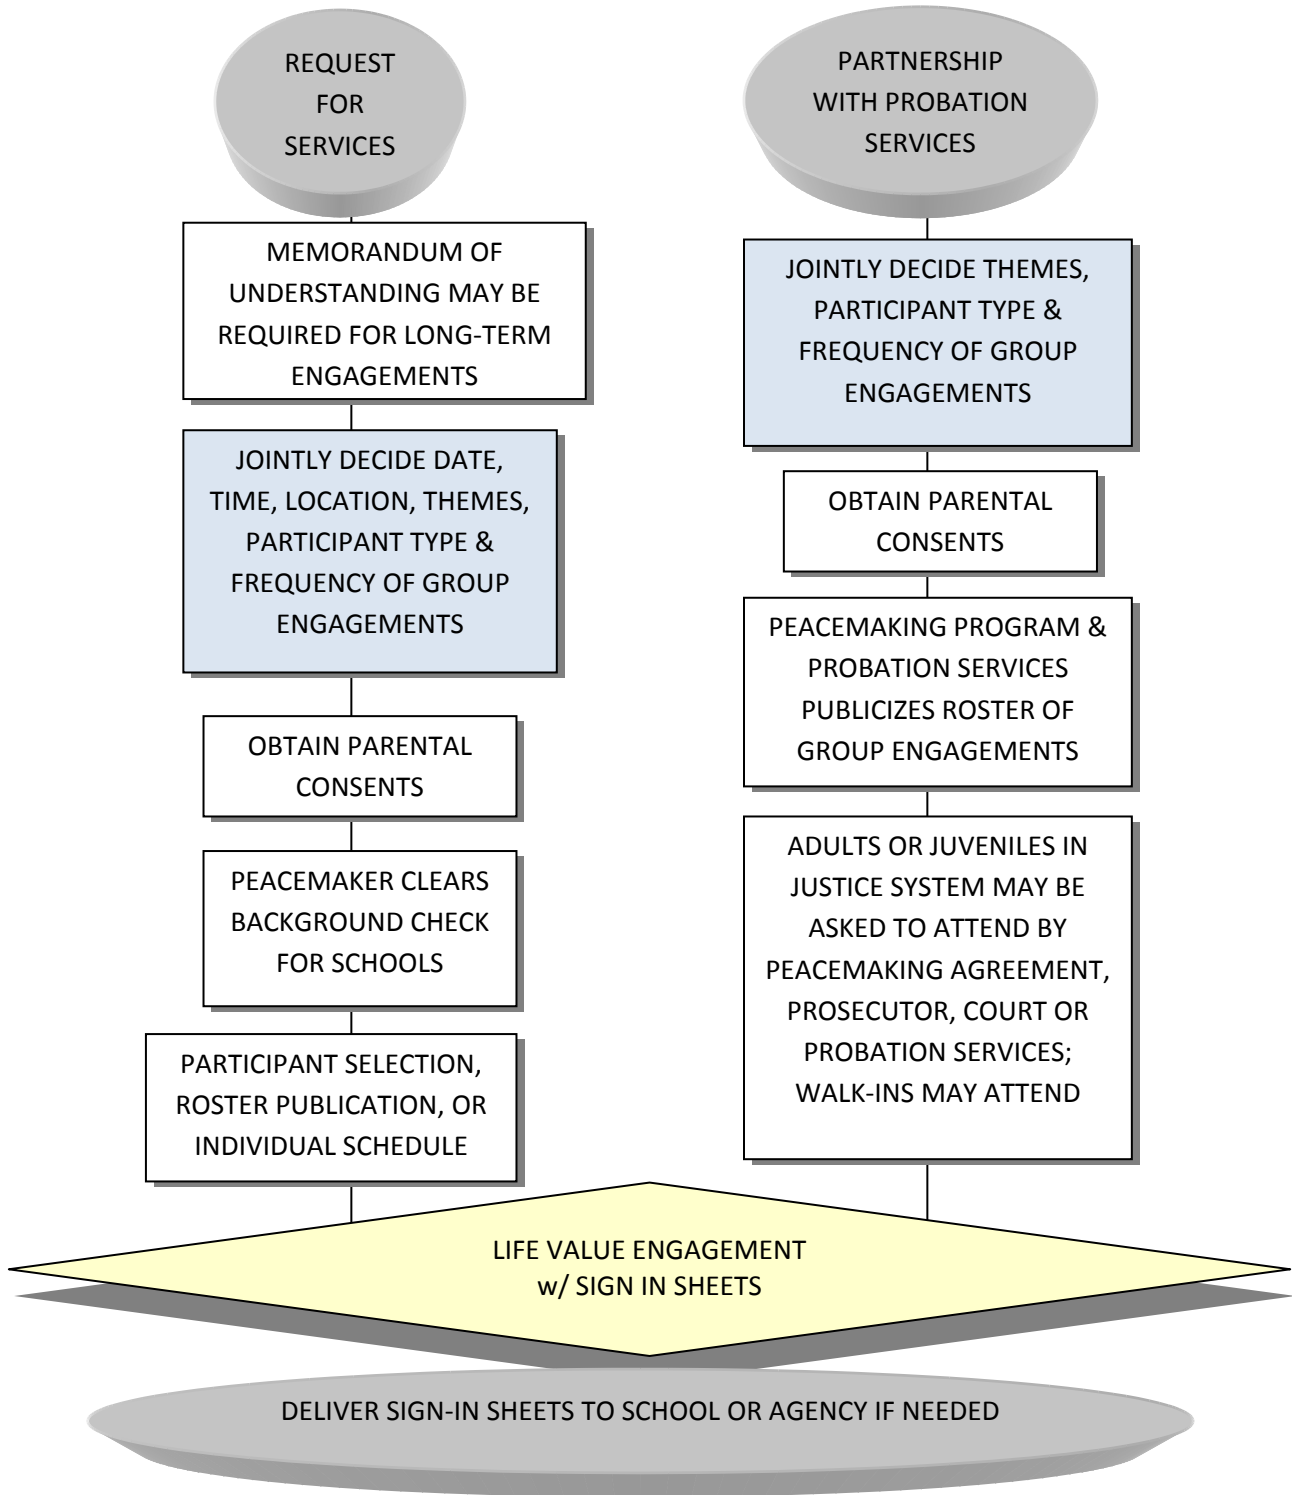 REQUEST
FOR
SERVICES
MEMORANDUM OF
UNDERSTANDING MAY BE
REQUIRED FOR LONG-TERM
ENGAGEMENTS
JOINTLY DECIDE DATE,
TIME, LOCATION, THEMES,
PARTICIPANT TYPE &
FREQUENCY OF GROUP
ENGAGEMENTS
OBTAIN PARENTAL
CONSENTS
PEACEMAKER CLEARS
BACKGROUND CHECK
FOR SCHOOLS
PARTICIPANT SELECTION,
ROSTER PUBLICATION, OR
INDIVIDUAL SCHEDULE
PARTNERSHIP
WITH PROBATION
SERVICES
JOINTLY DECIDE THEMES,
PARTICIPANT TYPE &
FREQUENCY OF GROUP
ENGAGEMENTS
OBTAIN PARENTAL
CONSENTS
PEACEMAKING PROGRAM &
PROBATION SERVICES
PUBLICIZES ROSTER OF
GROUP ENGAGEMENTS
ADULTS OR JUVENILES IN
JUSTICE SYSTEM MAY BE
ASKED TO ATTEND BY
PEACEMAKING AGREEMENT,
PROSECUTOR, COURT OR
PROBATION SERVICES;
WALK-INS MAY ATTEND
LIFE VALUE ENGAGEMENT
w/ SIGN IN SHEETS
DELIVER SIGN-IN SHEETS TO SCHOOL OR AGENCY IF NEEDED